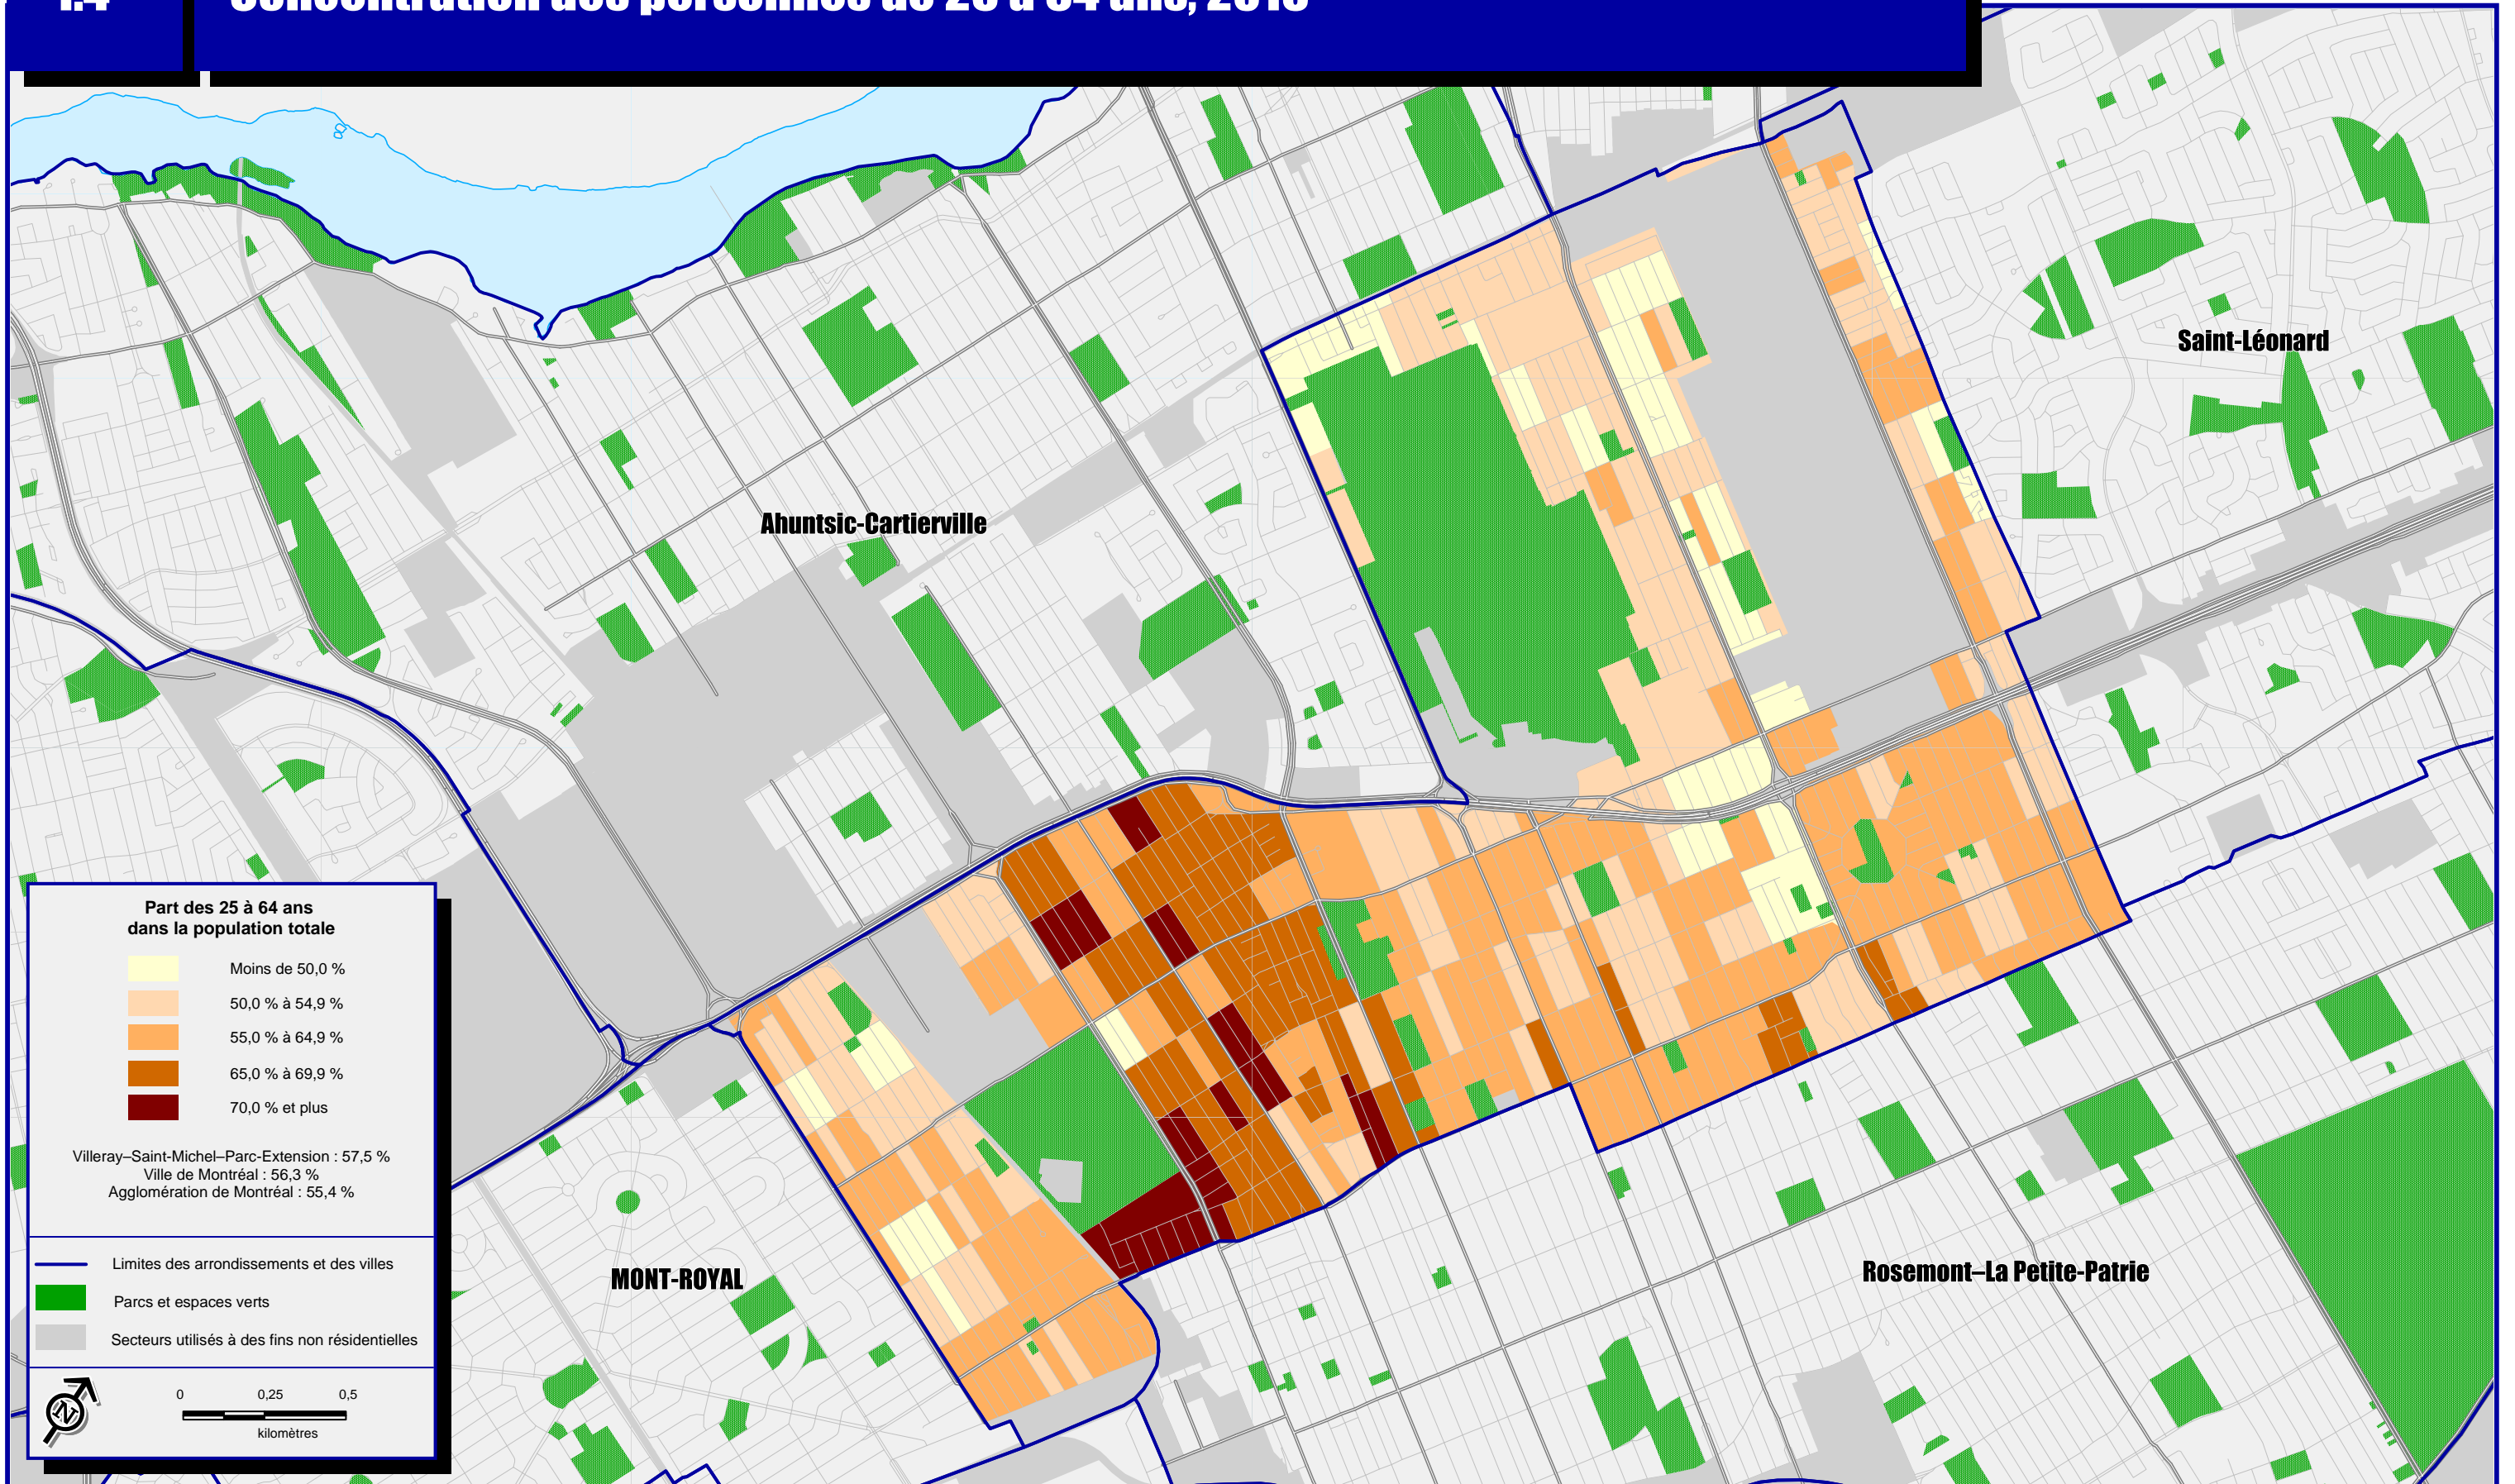 Saint-Léonard
Ahuntsic-Cartierville
MONT-ROYAL
Rosemont–La Petite-Patrie
Part des 25 à 64 ans
dans la population totale
Moins de 50,0 %
50,0 % à 54,9 %
55,0 % à 64,9 %
65,0 % à 69,9 %
70,0 % et plus
Villeray–Saint-Michel–Parc-Extension : 57,5 %
Ville de Montréal : 56,3 %
Agglomération de Montréal : 55,4 %
Limites des arrondissements et des villes
Parcs et espaces verts
Secteurs utilisés à des fins non résidentielles
N
0 0,25 0,5
kilomètres